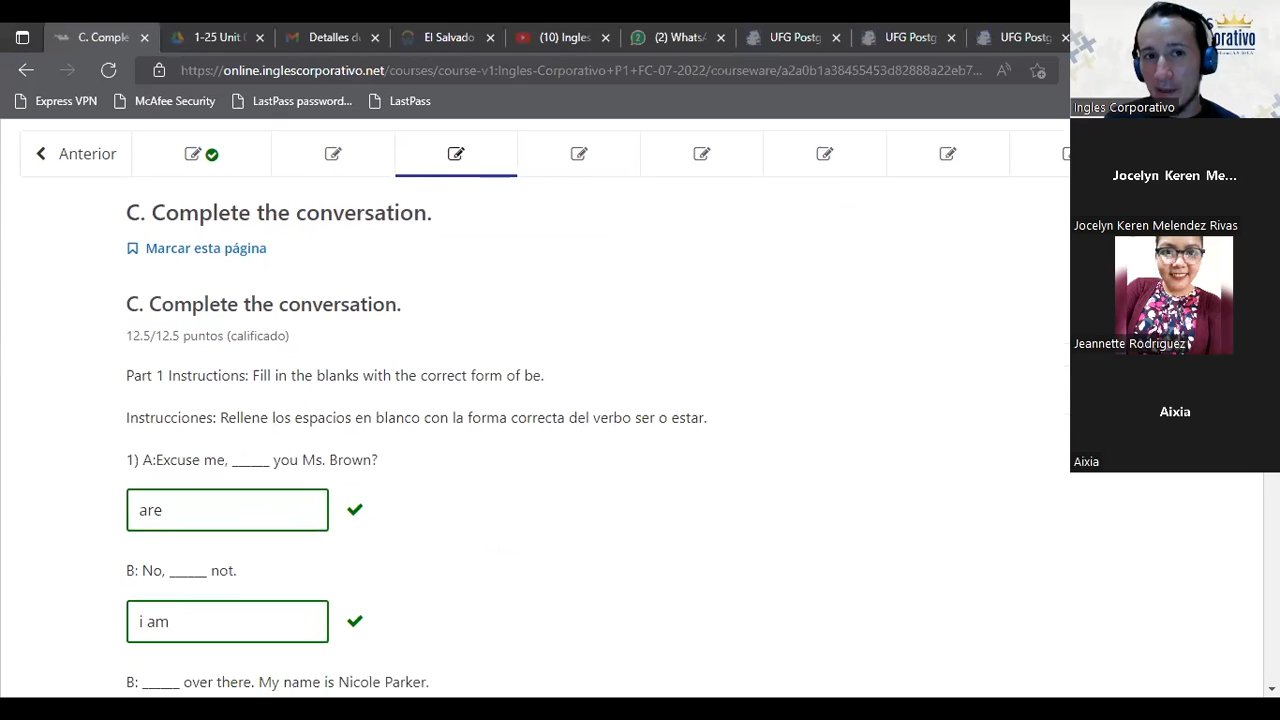 C. Comple
1-25 Unit (
Detalles du
El Salvado
(10) Ingles
(2) Whats/
UFG Postg
UFG Postg
UFG Postg
https://online.inglescorporativo.net/courses/course-v1:Ingles-Corporativo+P1+FC-07-2022/courseware/a2a0b1a38455453d82888a22eb7...
Express VPN
McAfee Security
LastPass password...
LastPass
Anterior
C. Complete the conversation.
Marcar esta página
C. Complete the conversation.
12.5/12.5 puntos (calificado)
Part 1 Instructions: Fill in the blanks with the correct form of be.
Instrucciones: Rellene los espacios en blanco con la forma correcta del verbo ser o estar.
1) A:Excuse me, ______ you Ms. Brown?
are
B: No, ______ not.
i am
B: ______ over there. My name is Nicole Parker.
orativo
Ingles Corporativo
Jocelyn Keren Me...
Jocelyn Keren Melendez Rivas
Jeannette Rodriguez
Aixia
Aixia